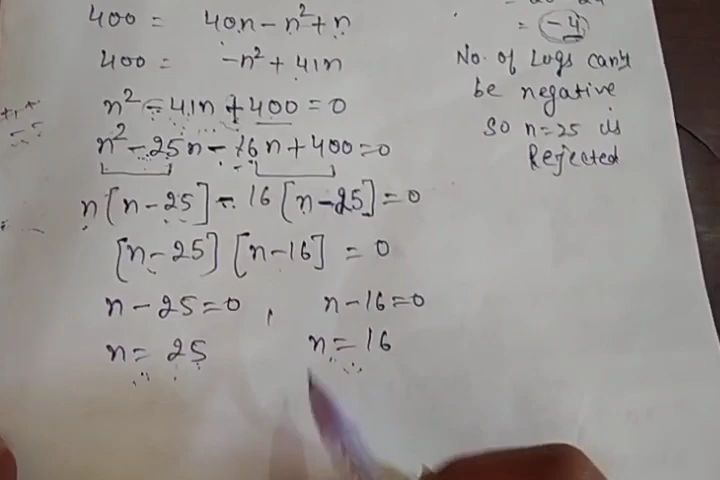 400 = 40n - n² + n
400 = -n² + 41n
n² - 41n + 400 = 0
n² - 25n - 16n + 400 = 0
n [n - 25] - 16 [n - 25] = 0
[n - 25] [n - 16] = 0
n - 25 = 0 , n - 16 = 0
n = 25 n = 16
= -4
No. of Logs can't
be negative
So n = 25 is
Rejected